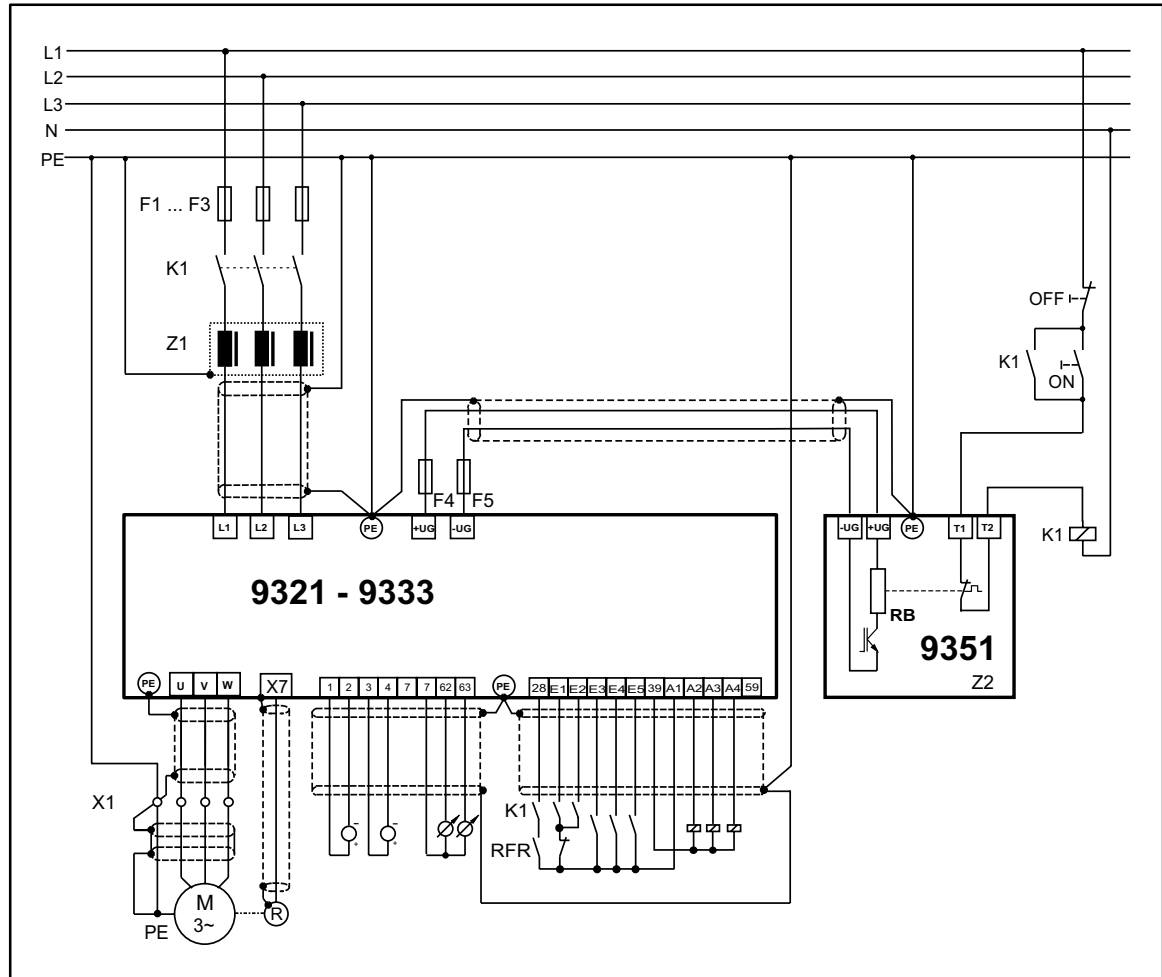 L1
L2
L3
N
PE
F1 ... F3
K1
OFF
Z1
K1
ON
F4 F5
L1 L2 L3 PE +UG -UG
-UG +UG PE T1 T2
K1
9321 - 9333
RB
9351
Z2
PE U V W X7 1 2 3 4 7 7 62 63 PE 28 E1 E2 E3 E4 E5 39 A1 A2 A3 A4 59
X1
K1
- +
- +
RFR
M
3~
R
PE